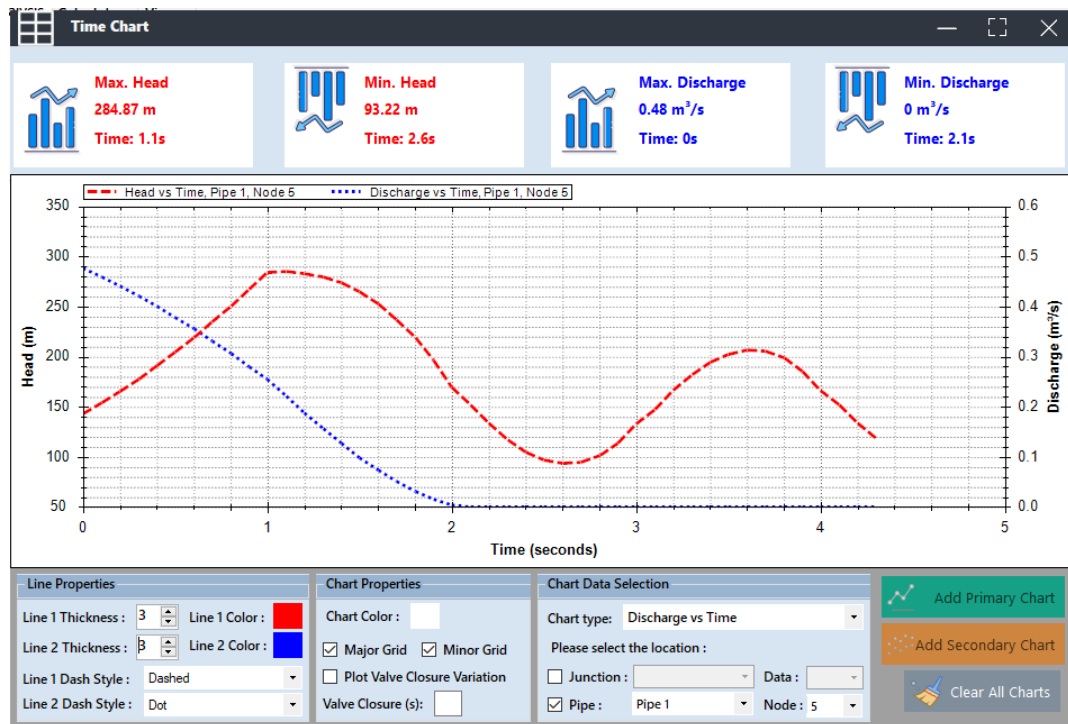 Time Chart
Max. Head
284.87 m
Time: 1.1s
Min. Head
93.22 m
Time: 2.6s
Max. Discharge
0.48 m³/s
Time: 0s
Min. Discharge
0 m³/s
Time: 2.1s
Head vs Time, Pipe 1, Node 5
Discharge vs Time, Pipe 1, Node 5
350
300
250
200
150
100
50
Head (m)
0.6
0.5
0.4
0.3
0.2
0.1
0.0
Discharge (m³/s)
0 1 2 3 4 5
Time (seconds)
Line Properties
Line 1 Thickness : 3 Line 1 Color :
Line 2 Thickness : 3 Line 2 Color :
Line 1 Dash Style : Dashed
Line 2 Dash Style : Dot
Chart Properties
Chart Color :
Major Grid Minor Grid
Plot Valve Closure Variation
Valve Closure (s):
Chart Data Selection
Chart type: Discharge vs Time
Please select the location :
Junction : Data :
Pipe : Pipe 1 Node : 5
Add Primary Chart
Add Secondary Chart
Clear All Charts